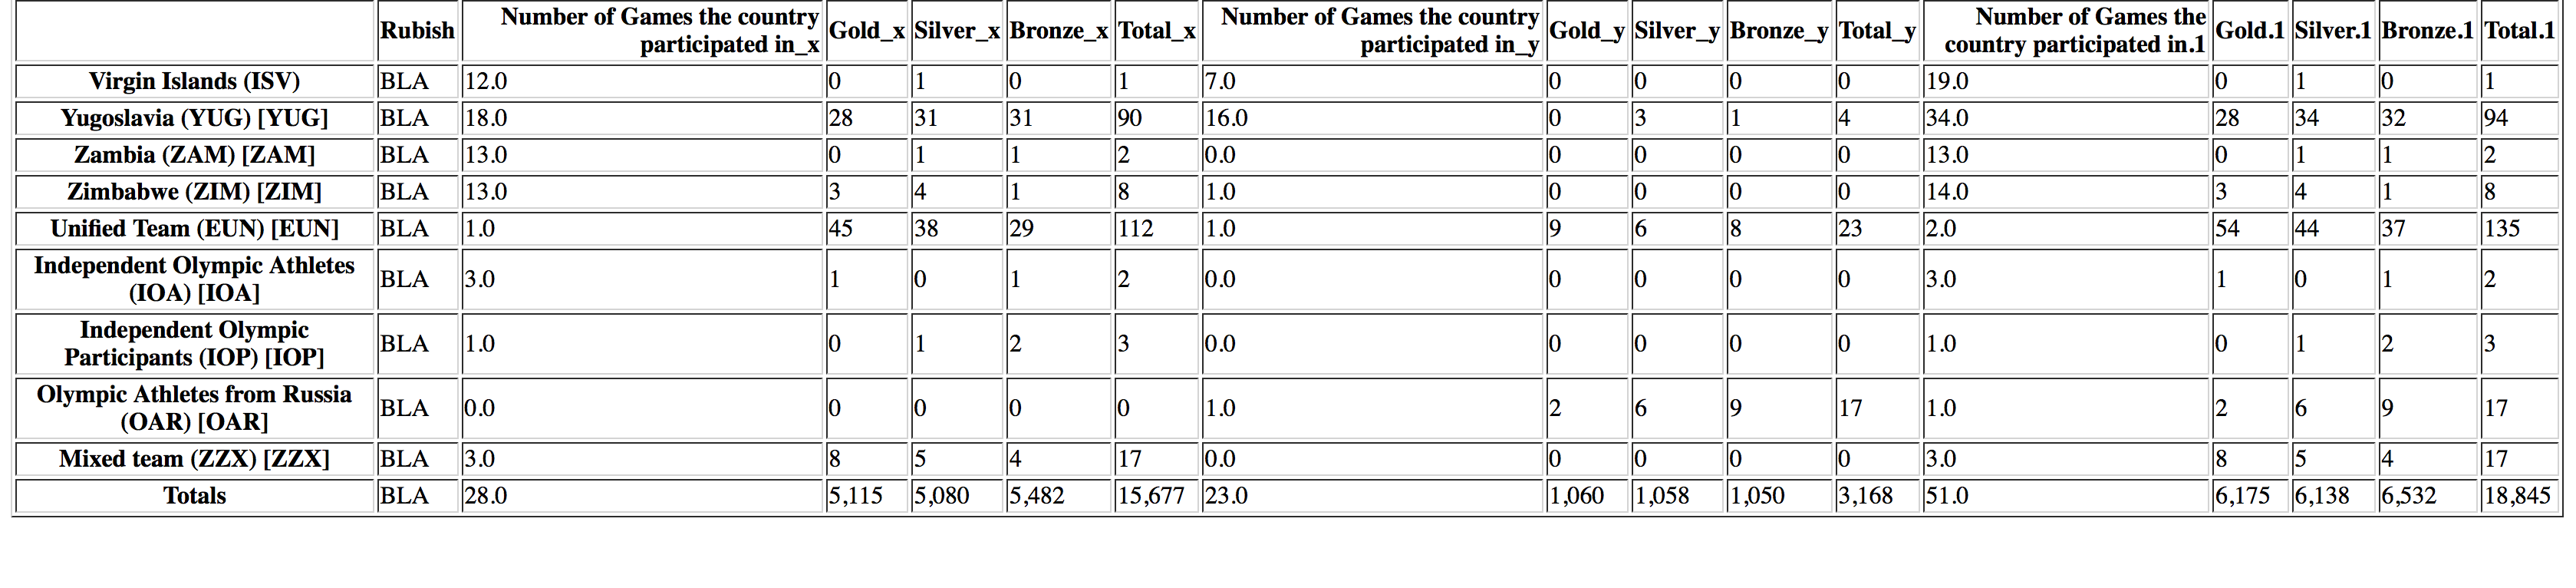 Rubish Number of Games the country participated in_x Gold_x Silver_x Bronze_x Total_x Number of Games the country participated in_y Gold_y Silver_y Bronze_y Total_y Number of Games the country participated in.1 Gold.1 Silver.1 Bronze.1 Total.1
Virgin Islands (ISV) BLA 12.0 0 1 0 1 7.0 0 0 0 0 19.0 0 1 0 1
Yugoslavia (YUG) [YUG] BLA 18.0 28 31 31 90 16.0 0 3 1 4 34.0 28 34 32 94
Zambia (ZAM) [ZAM] BLA 13.0 0 1 1 2 0.0 0 0 0 0 13.0 0 1 1 2
Zimbabwe (ZIM) [ZIM] BLA 13.0 3 4 1 8 1.0 0 0 0 0 14.0 3 4 1 8
Unified Team (EUN) [EUN] BLA 1.0 45 38 29 112 1.0 9 6 8 23 2.0 54 44 37 135
Independent Olympic Athletes (IOA) [IOA] BLA 3.0 1 0 1 2 0.0 0 0 0 0 3.0 1 0 1 2
Independent Olympic Participants (IOP) [IOP] BLA 1.0 0 1 2 3 0.0 0 0 0 0 1.0 0 1 2 3
Olympic Athletes from Russia (OAR) [OAR] BLA 0.0 0 0 0 0 1.0 2 6 9 17 1.0 2 6 9 17
Mixed team (ZZX) [ZZX] BLA 3.0 8 5 4 17 0.0 0 0 0 0 3.0 8 5 4 17
Totals BLA 28.0 5,115 5,080 5,482 15,677 23.0 1,060 1,058 1,050 3,168 51.0 6,175 6,138 6,532 18,845